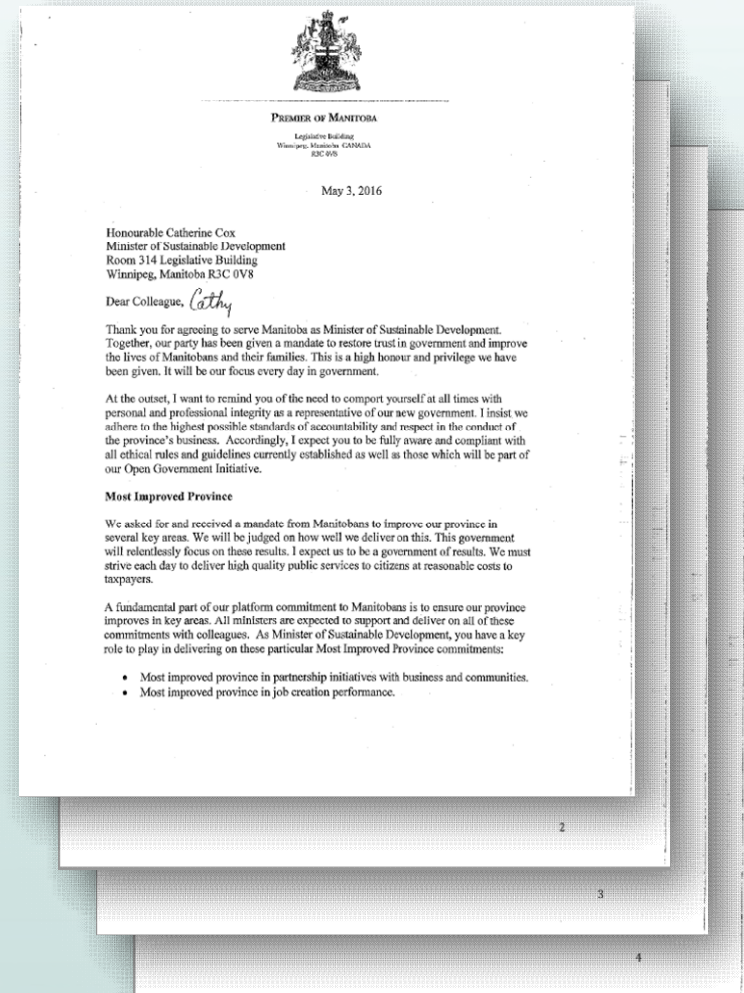 PREMIER OF MANITOBA
Legislative Building
Winnipeg, Manitoba CANADA
R3C 0V8
May 3, 2016
Honourable Catherine Cox
Minister of Sustainable Development
Room 314 Legislative Building
Winnipeg, Manitoba R3C 0V8
Dear Colleague, Cathy
Thank you for agreeing to serve Manitoba as Minister of Sustainable Development.
Together, our party has been given a mandate to restore trust in government and improve
the lives of Manitobans and their families. This is a high honour and privilege we have
been given. It will be our focus every day in government.
At the outset, I want to remind you of the need to comport yourself at all times with
personal and professional integrity as a representative of our new government. I insist we
adhere to the highest possible standards of accountability and respect in the conduct of
the province's business. Accordingly, I expect you to be fully aware and compliant with
all ethical rules and guidelines currently established as well as those which will be part of
our Open Government Initiative.
Most Improved Province
We asked for and received a mandate from Manitobans to improve our province in
several key areas. We will be judged on how well we deliver on this. This government
will relentlessly focus on these results. I expect us to be a government of results. We must
strive each day to deliver high quality public services to citizens at reasonable costs to
taxpayers.
A fundamental part of our platform commitment to Manitobans is to ensure our province
improves in key areas. All ministers are expected to support and deliver on all of these
commitments with colleagues. As Minister of Sustainable Development, you have a key
role to play in delivering on these particular Most Improved Province commitments:
• Most improved province in partnership initiatives with business and communities.
• Most improved province in job creation performance.
2
3
4